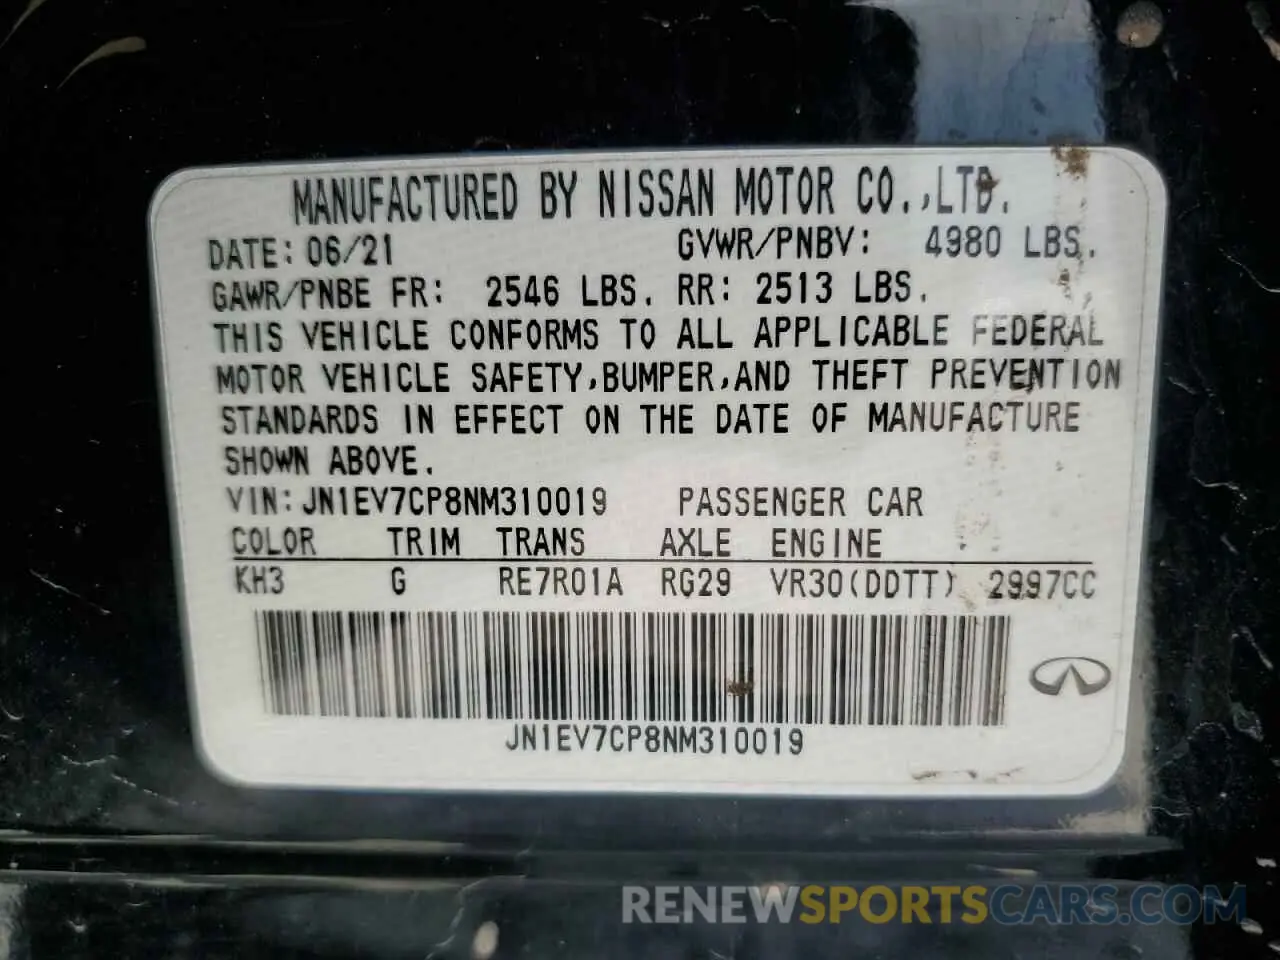 MANUFACTURED BY NISSAN MOTOR CO.,LTD.
DATE: 06/21 GVWR/PNBV: 4980 LBS.
GAWR/PNBE FR: 2546 LBS. RR: 2513 LBS.
THIS VEHICLE CONFORMS TO ALL APPLICABLE FEDERAL
MOTOR VEHICLE SAFETY,BUMPER,AND THEFT PREVENTION
STANDARDS IN EFFECT ON THE DATE OF MANUFACTURE
SHOWN ABOVE.
VIN: JN1EV7CP8NM310019 PASSENGER CAR
COLOR TRIM TRANS AXLE ENGINE
KH3 G RE7R01A RG29 VR30(DDTT) 2997CC
JN1EV7CP8NM310019
RENEWSPORTSCARS.COM